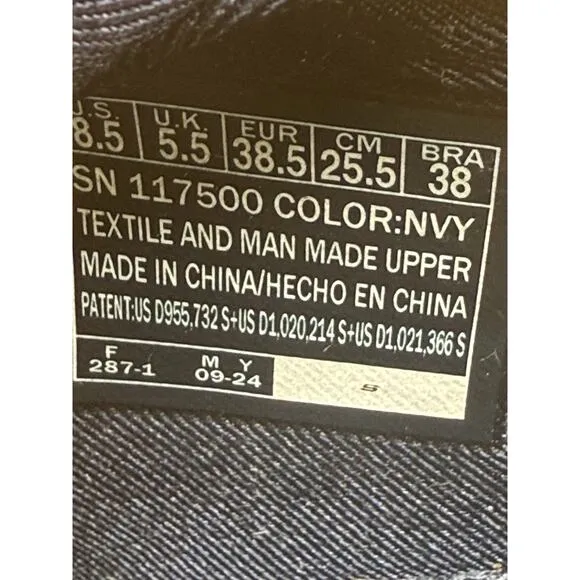 U.S. U.K. EUR CM BRA
8.5 5.5 38.5 25.5 38
SN 117500 COLOR:NVY
TEXTILE AND MAN MADE UPPER
MADE IN CHINA/HECHO EN CHINA
PATENT:US D955,732 S+US D1,020,214 S+US D1,021,366 S
F M Y
287-1 09-24 S